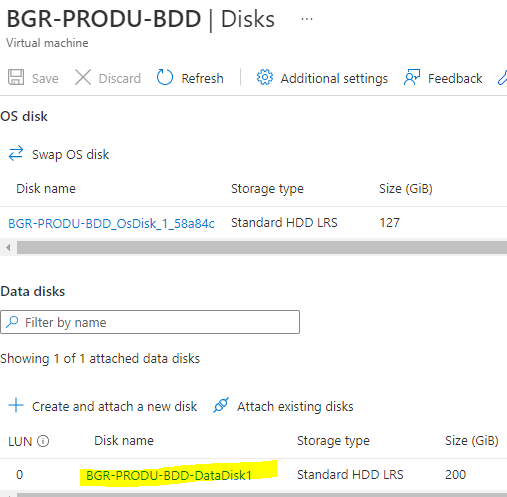 BGR-PRODU-BDD | Disks ...
Virtual machine
Save Discard Refresh Additional settings Feedback
OS disk
Swap OS disk
Disk name Storage type Size (GiB)
BGR-PRODU-BDD_OsDisk_1_58a84c Standard HDD LRS 127
Data disks
Filter by name
Showing 1 of 1 attached data disks
Create and attach a new disk Attach existing disks
LUN Disk name Storage type Size (GiB)
0 BGR-PRODU-BDD-DataDisk1 Standard HDD LRS 200